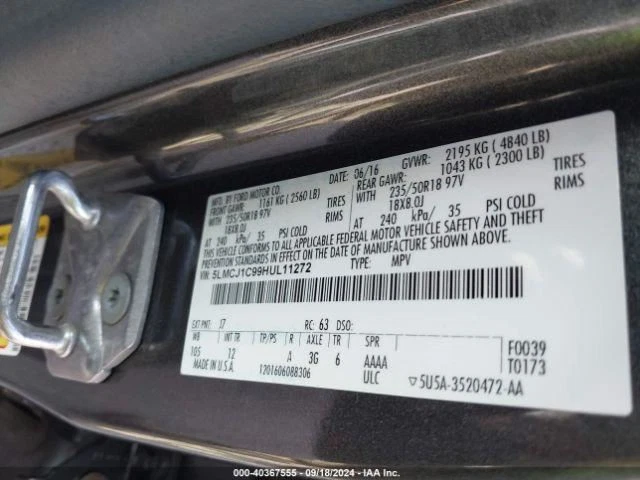 MFD. BY FORD MOTOR CO.
DATE: 06/16 GVWR: 2195 KG ( 4840 LB)
FRONT GAWR: 1161 KG ( 2560 LB) REAR GAWR: 1043 KG ( 2300 LB)
WITH 235/50R18 97V TIRES WITH 235/50R18 97V TIRES
18X8.0J RIMS 18X8.0J RIMS
AT 240 kPa/ 35 PSI COLD AT 240 kPa/ 35 PSI COLD
THIS VEHICLE CONFORMS TO ALL APPLICABLE FEDERAL MOTOR VEHICLE SAFETY AND THEFT
PREVENTION STANDARDS IN EFFECT ON THE DATE OF MANUFACTURE SHOWN ABOVE.
VIN: 5LMCJ1C99HUL11272 TYPE: MPV
EXT PNT: J7 RC: 63 DSO:
WB INT TR TP/PS R AXLE TR SPR
105 12 A 3G 6 AAAA
F0039
T0173
MADE IN U.S.A. 1201606088306 ULC ▽5U5A-3520472-AA
000-40367555 - 09/18/2024 - IAA Inc.